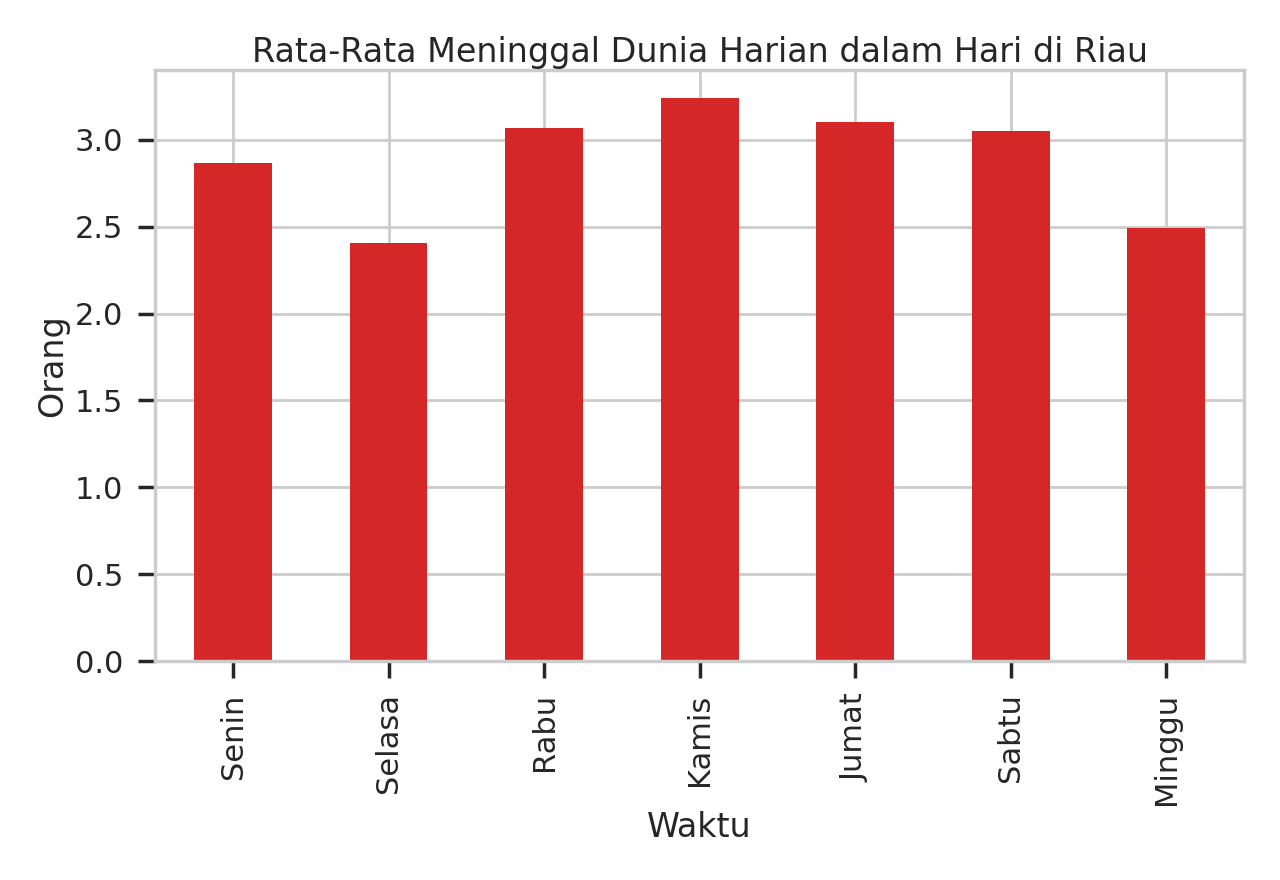 Rata-Rata Meninggal Dunia Harian dalam Hari di Riau
Orang
3.0
2.5
2.0
1.5
1.0
0.5
0.0
Senin
Selasa
Rabu
Kamis
Jumat
Sabtu
Minggu
Waktu